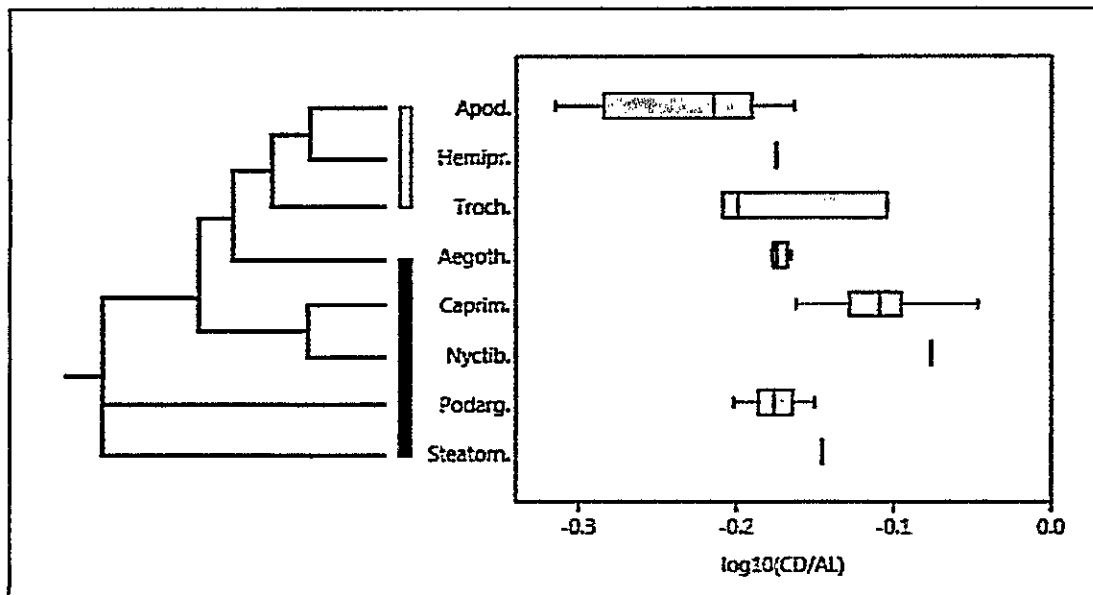 Apod.
Hemipr.
Troch.
Aegoth.
Caprim.
Nyctib.
Podarg.
Steatorn.
-0.3
-0.2
-0.1
0.0
log10(CD/AL)